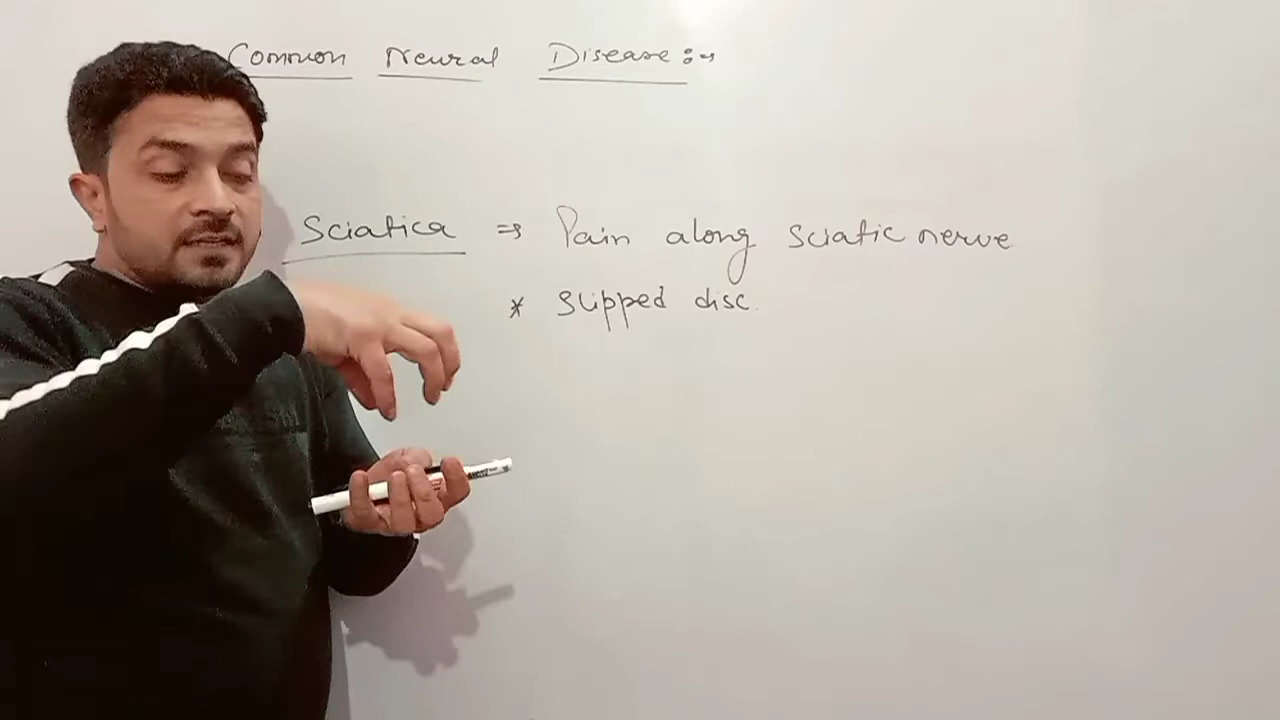 Common Neural Disease :→
Sciatica ⇒ Pain along sciatic nerve
* slipped disc.